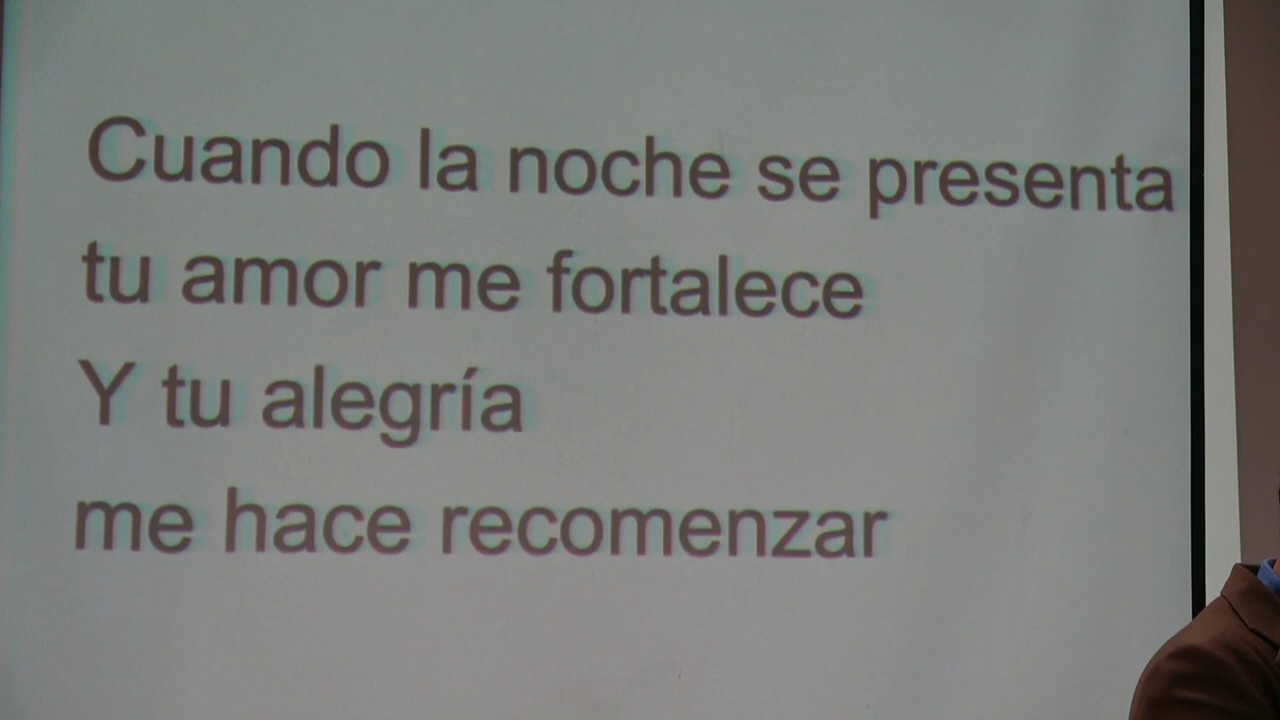 Cuando la noche se presenta
tu amor me fortalece
Y tu alegría
me hace recomenzar